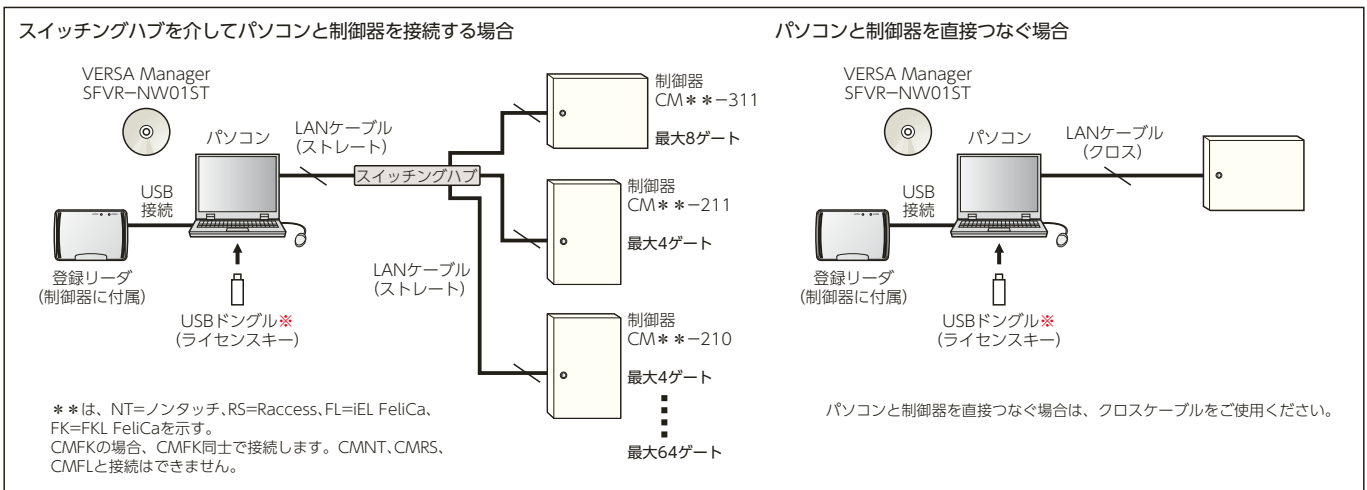 スイッチングハブを介してパソコンと制御器を接続する場合
VERSA Manager
SFVR−NW01ST
パソコン
LANケーブル
(ストレート)
スイッチングハブ
USB
接続
登録リーダ
(制御器に付属)
USBドングル※
(ライセンスキー)
LANケーブル
(ストレート)
制御器
CM＊＊−311
最大8ゲート
制御器
CM＊＊−211
最大4ゲート
制御器
CM＊＊−210
最大4ゲート
最大64ゲート
＊＊は、NT=ノンタッチ、RS=Raccess、FL=iEL FeliCa、
FK=FKL FeliCaを示す。
CMFKの場合、CMFK同士で接続します。CMNT、CMRS、
CMFLと接続はできません。
パソコンと制御器を直接つなぐ場合
VERSA Manager
SFVR−NW01ST
パソコン
LANケーブル
(クロス)
USB
接続
登録リーダ
(制御器に付属)
USBドングル※
(ライセンスキー)
パソコンと制御器を直接つなぐ場合は、クロスケーブルをご使用ください。